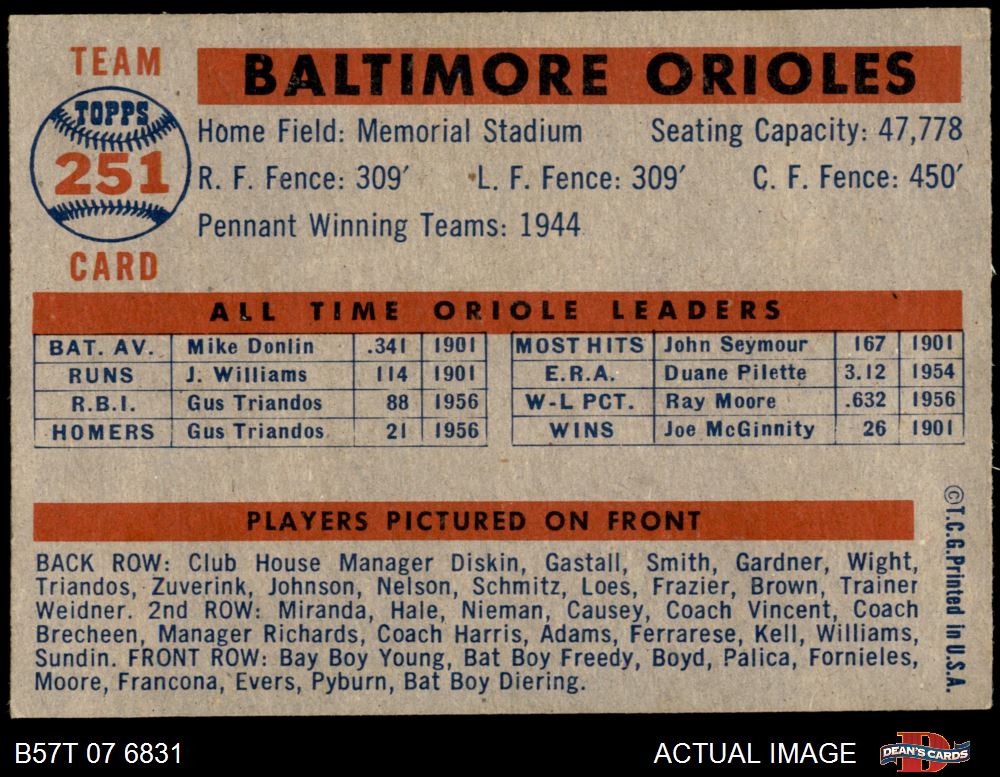 TEAM
TOPPS
251
CARD
BALTIMORE ORIOLES
Home Field: Memorial Stadium Seating Capacity: 47,778
R. F. Fence: 309′ L. F. Fence: 309′ C. F. Fence: 450′
Pennant Winning Teams: 1944
ALL TIME ORIOLE LEADERS
BAT. AV. Mike Donlin .341 1901 MOST HITS John Seymour 167 1901
RUNS J. Williams 114 1901 E.R.A. Duane Pilette 3.12 1954
R.B.I. Gus Triandos 88 1956 W-L PCT. Ray Moore .632 1956
HOMERS Gus Triandos 21 1956 WINS Joe McGinnity 26 1901
PLAYERS PICTURED ON FRONT
BACK ROW: Club House Manager Diskin, Gastall, Smith, Gardner, Wight,
Triandos, Zuverink, Johnson, Nelson, Schmitz, Loes, Frazier, Brown, Trainer
Weidner. 2nd ROW: Miranda, Hale, Nieman, Causey, Coach Vincent, Coach
Brecheen, Manager Richards, Coach Harris, Adams, Ferrarese, Kell, Williams,
Sundin. FRONT ROW: Bay Boy Young, Bat Boy Freedy, Boyd, Palica, Fornieles,
Moore, Francona, Evers, Pyburn, Bat Boy Diering.
©T.C.G. Printed in U.S.A.
B57T 07 6831 ACTUAL IMAGE DEAN'S CARDS